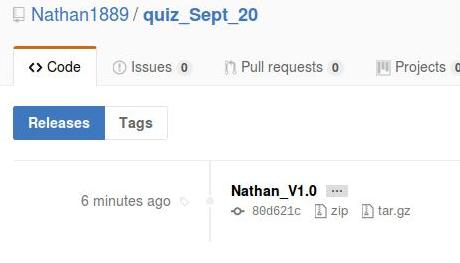 Nathan1889 / quiz_Sept_20
<> Code Issues 0 Pull requests 0 Projects 0
Releases Tags
Nathan_V1.0 ...
6 minutes ago
80d621c zip tar.gz